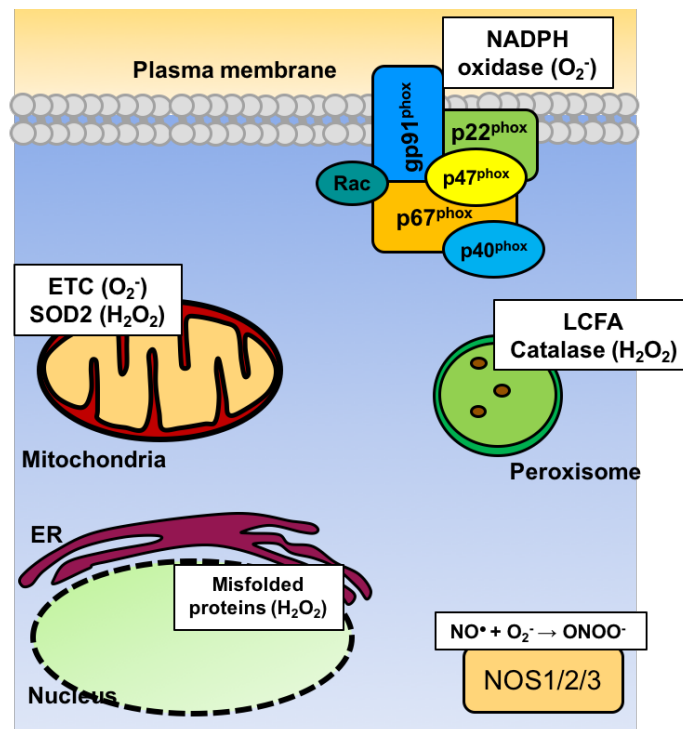 NADPH
oxidase (O₂⁻)
Plasma membrane
gp91ᵖʰᵒˣ
p22ᵖʰᵒˣ
Rac
p47ᵖʰᵒˣ
p67ᵖʰᵒˣ
p40ᵖʰᵒˣ
ETC (O₂⁻)
SOD2 (H₂O₂)
LCFA
Catalase (H₂O₂)
Mitochondria
Peroxisome
ER
Misfolded
proteins (H₂O₂)
NO• + O₂⁻ → ONOO⁻
NOS1/2/3
Nucleus